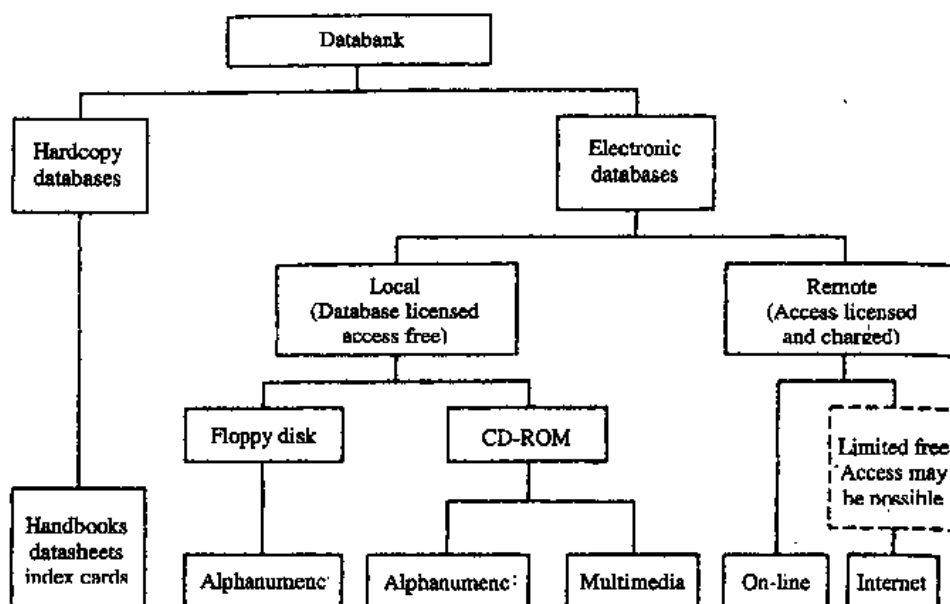 Databank
Hardcopy
databases
Electronic
databases
Local
(Database licensed
access free)
Remote
(Access licensed
and charged)
Floppy disk
CD-ROM
Limited free
Access may
be possible
Handbooks
datasheets
index cards
Alphanumeric
Alphanumeric
Multimedia
On-line
Internet